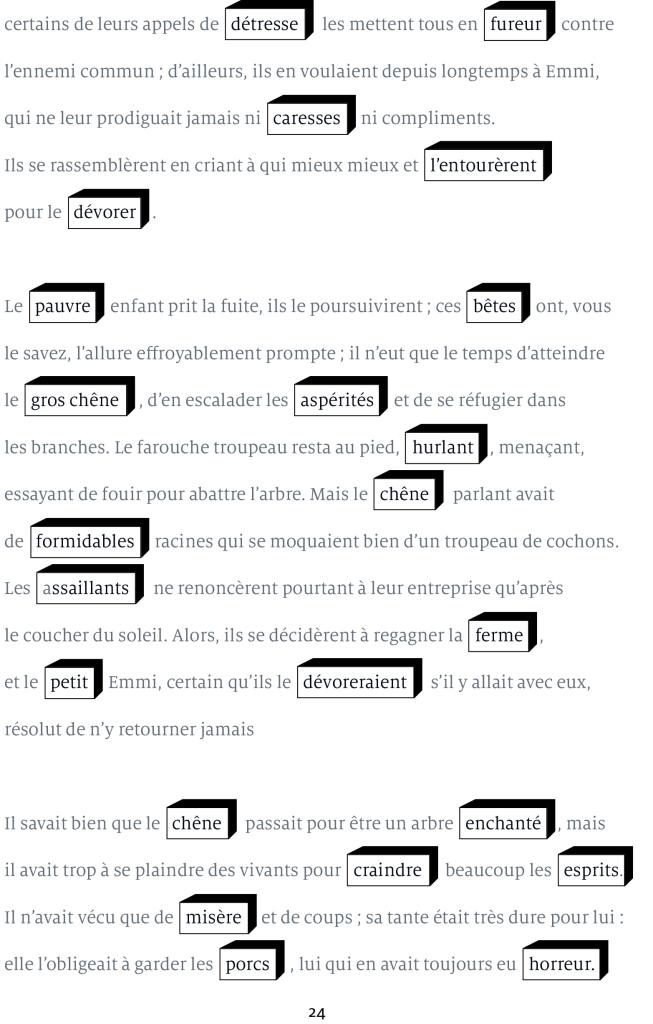 certains de leurs appels de détresse les mettent tous en fureur contre
l’ennemi commun ; d’ailleurs, ils en voulaient depuis longtemps à Emmi,
qui ne leur prodiguait jamais ni caresses ni compliments.
Ils se rassemblèrent en criant à qui mieux mieux et l’entourèrent
pour le dévorer .
Le pauvre enfant prit la fuite, ils le poursuivirent ; ces bêtes ont, vous
le savez, l’allure effroyablement prompte ; il n’eut que le temps d’atteindre
le gros chêne , d’en escalader les aspérités et de se réfugier dans
les branches. Le farouche troupeau resta au pied, hurlant , menaçant,
essayant de fouir pour abattre l’arbre. Mais le chêne parlant avait
de formidables racines qui se moquaient bien d’un troupeau de cochons.
Les assaillants ne renoncèrent pourtant à leur entreprise qu’après
le coucher du soleil. Alors, ils se décidèrent à regagner la ferme ,
et le petit Emmi, certain qu’ils le dévoreraient s’il y allait avec eux,
résolut de n’y retourner jamais
Il savait bien que le chêne passait pour être un arbre enchanté , mais
il avait trop à se plaindre des vivants pour craindre beaucoup les esprits.
Il n’avait vécu que de misère et de coups ; sa tante était très dure pour lui :
elle l’obligeait à garder les porcs , lui qui en avait toujours eu horreur.
24